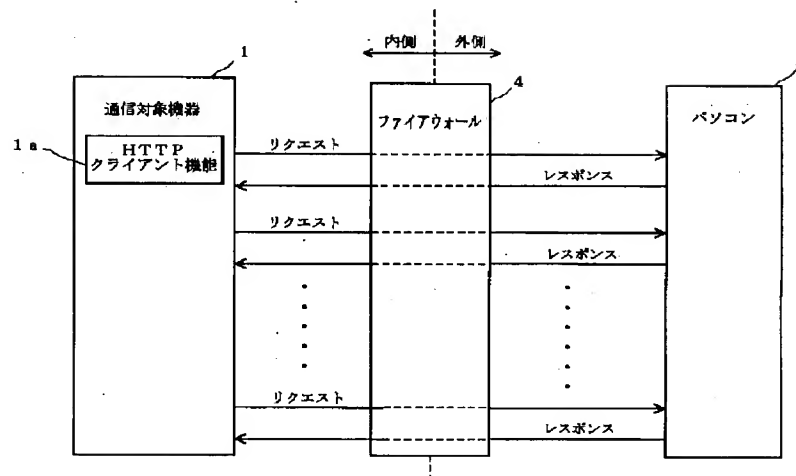 内側
外側
1
4
通信対象機器
ファイアウォール
パソコン
1a
HTTP
クライアント機能
リクエスト
レスポンス
リクエスト
レスポンス
リクエスト
レスポンス